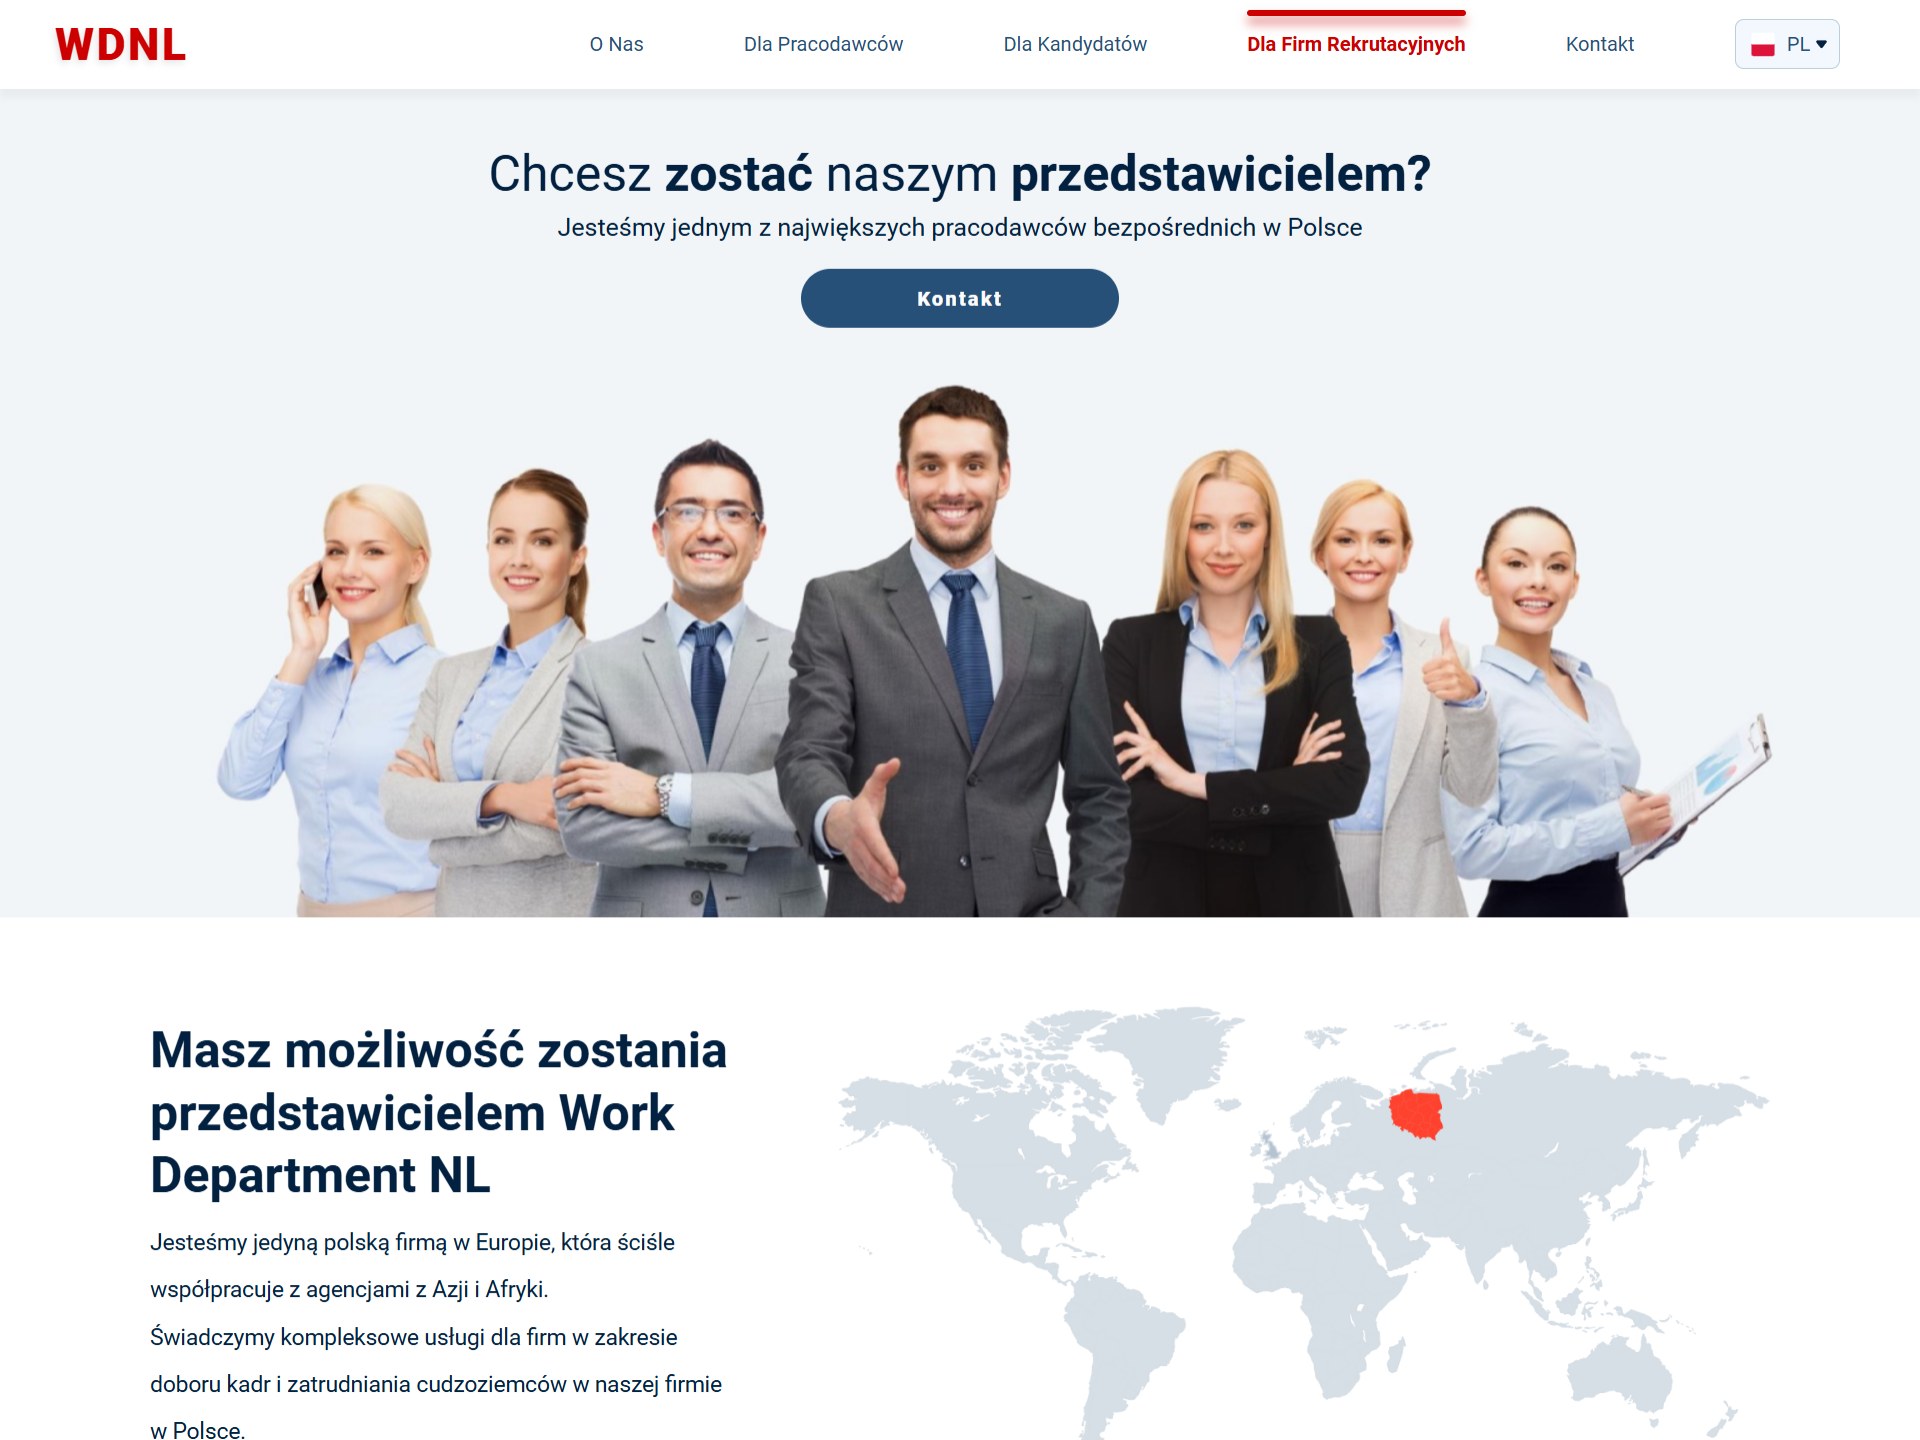 WDNL
O Nas
Dla Pracodawców
Dla Kandydatów
Dla Firm Rekrutacyjnych
Kontakt
PL
Chcesz zostać naszym przedstawicielem?
Jesteśmy jednym z największych pracodawców bezpośrednich w Polsce
Kontakt
Masz możliwość zostania
przedstawicielem Work
Department NL
Jesteśmy jedyną polską firmą w Europie, która ściśle
współpracuje z agencjami z Azji i Afryki.
Świadczymy kompleksowe usługi dla firm w zakresie
doboru kadr i zatrudniania cudzoziemców w naszej firmie
w Polsce.